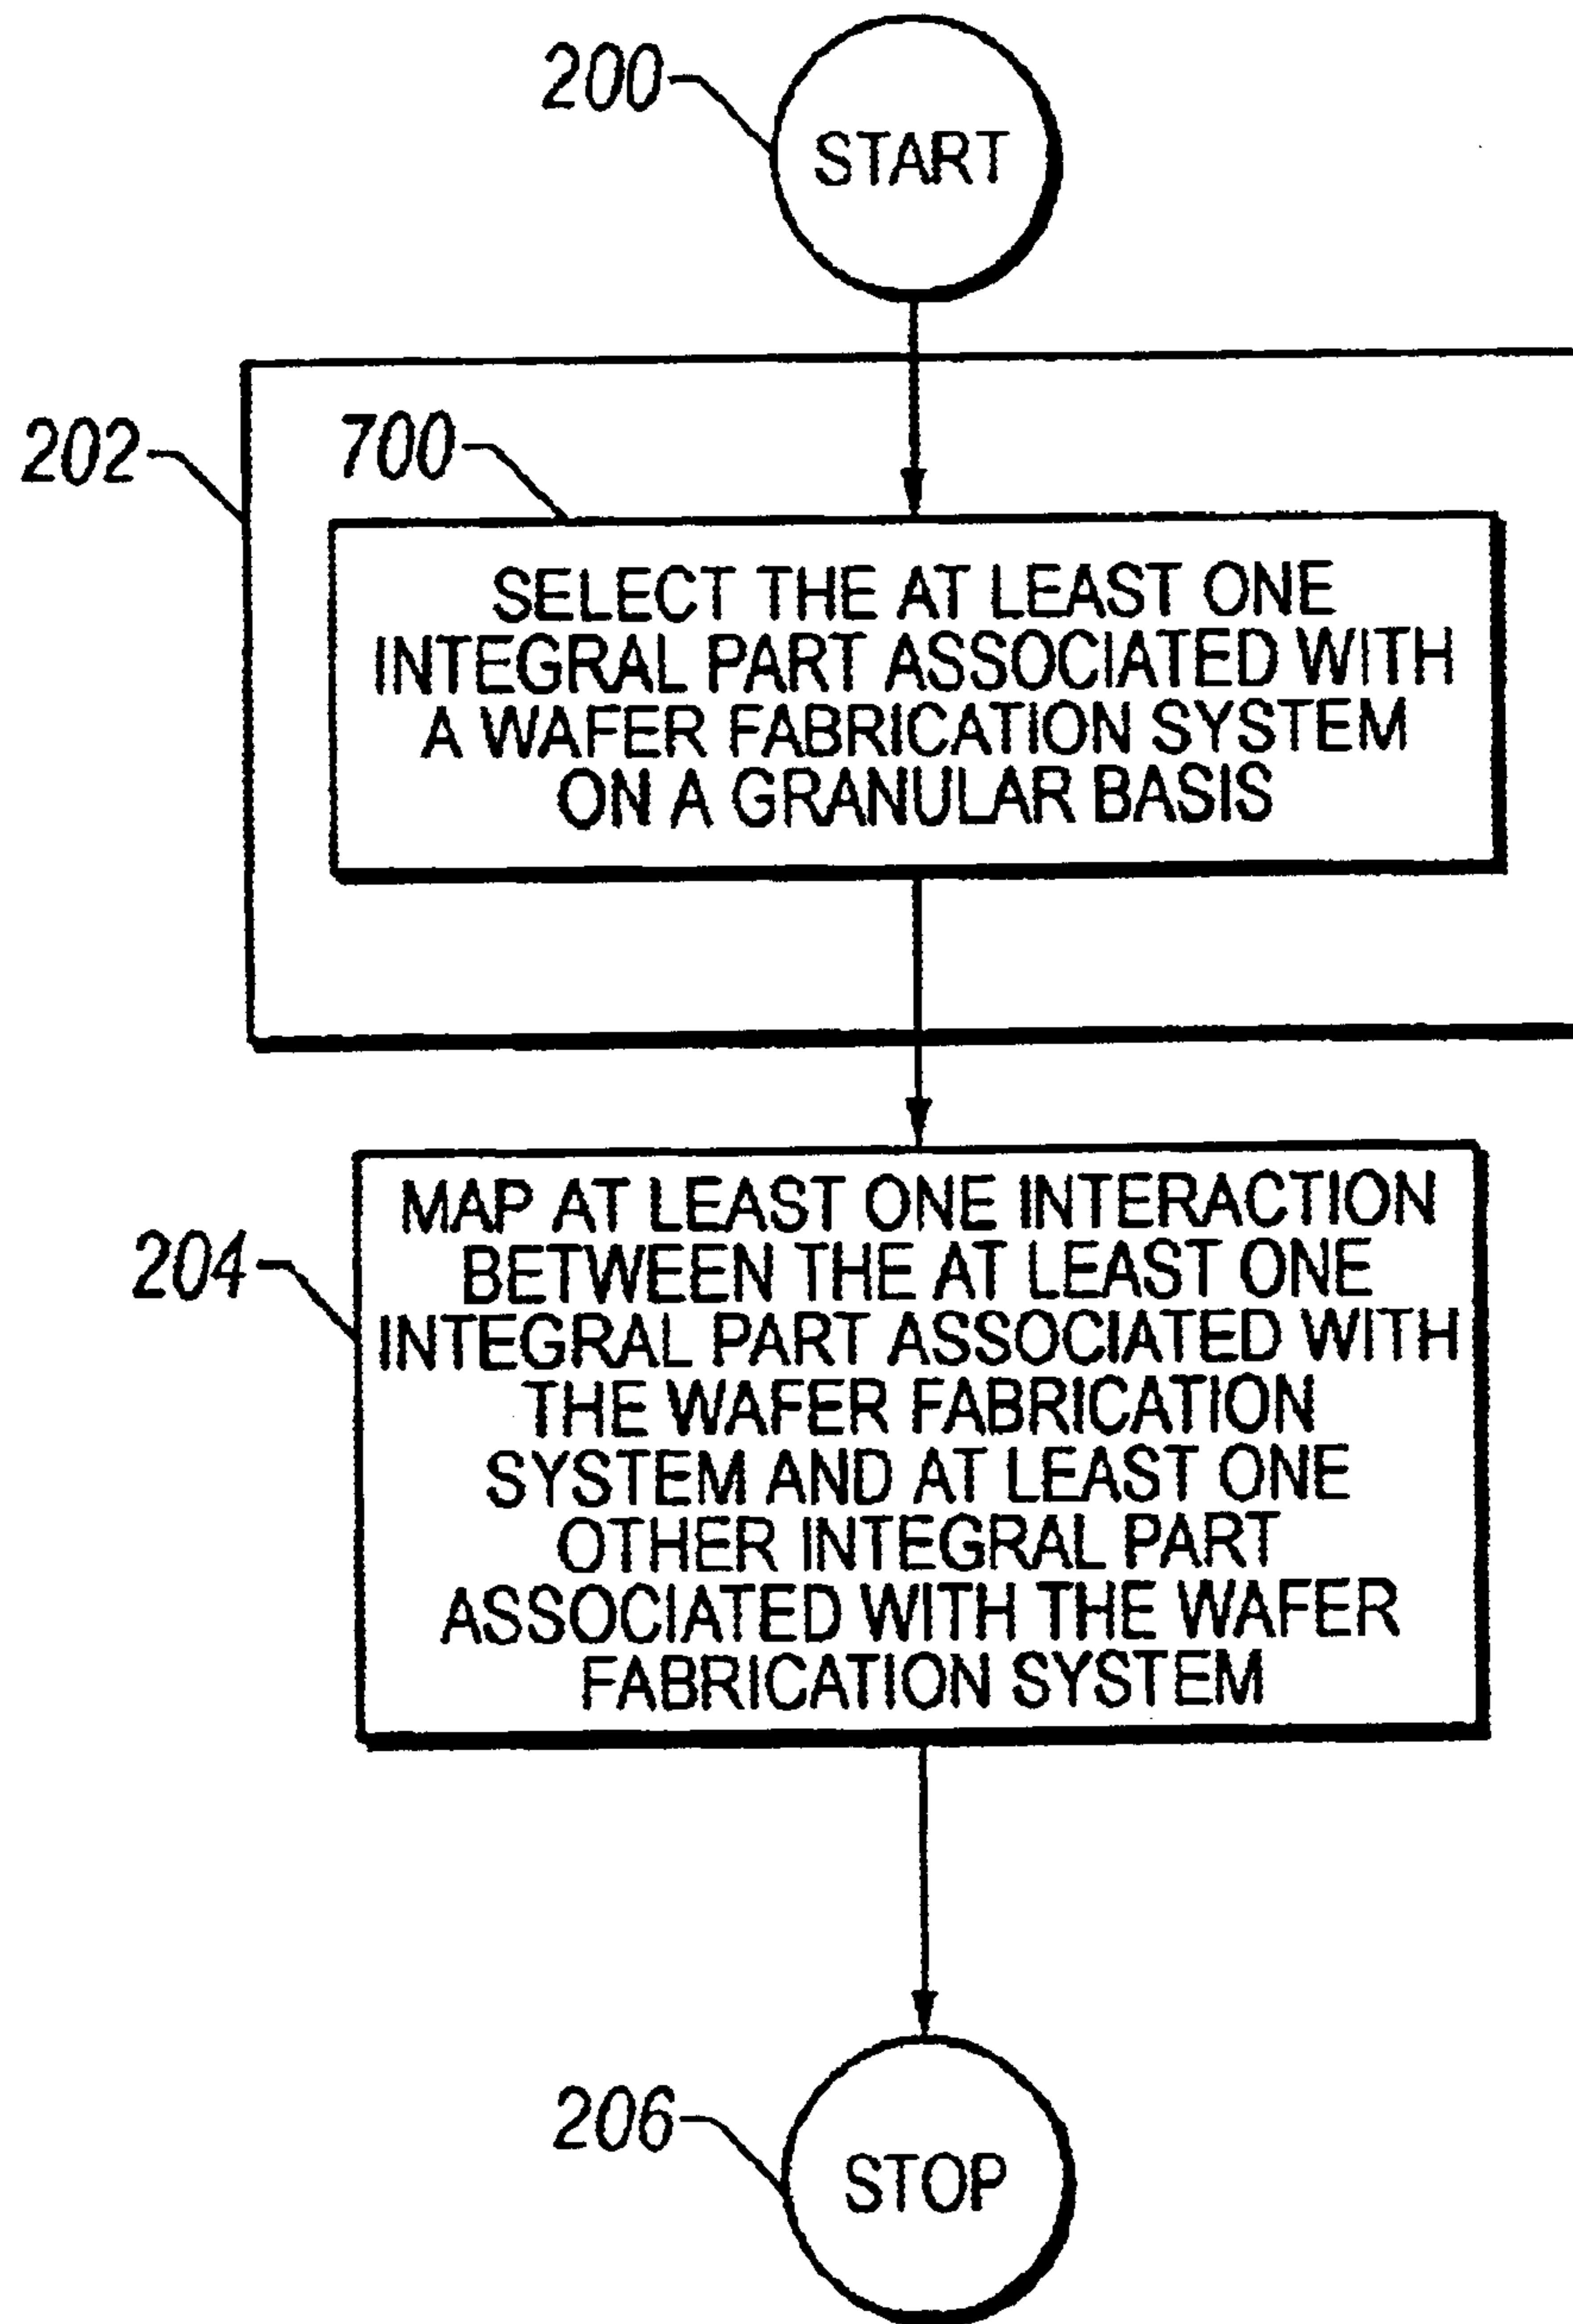 200
START
202
700
SELECT THE AT LEAST ONE
INTEGRAL PART ASSOCIATED WITH
A WAFER FABRICATION SYSTEM
ON A GRANULAR BASIS
204
MAP AT LEAST ONE INTERACTION
BETWEEN THE AT LEAST ONE
INTEGRAL PART ASSOCIATED WITH
THE WAFER FABRICATION
SYSTEM AND AT LEAST ONE
OTHER INTEGRAL PART
ASSOCIATED WITH THE WAFER
FABRICATION SYSTEM
206
STOP